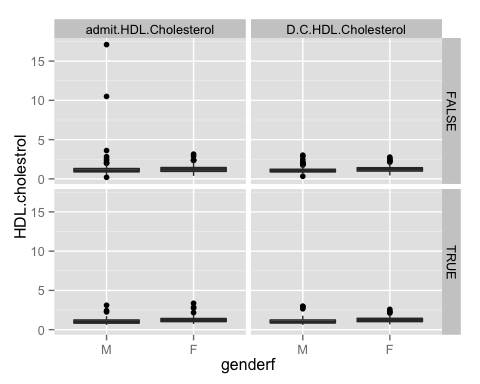 admit.HDL.Cholesterol D.C.HDL.Cholesterol
15
10
5
0
FALSE
15
10
5
0
TRUE
HDL.cholestrol
M F M F
genderf